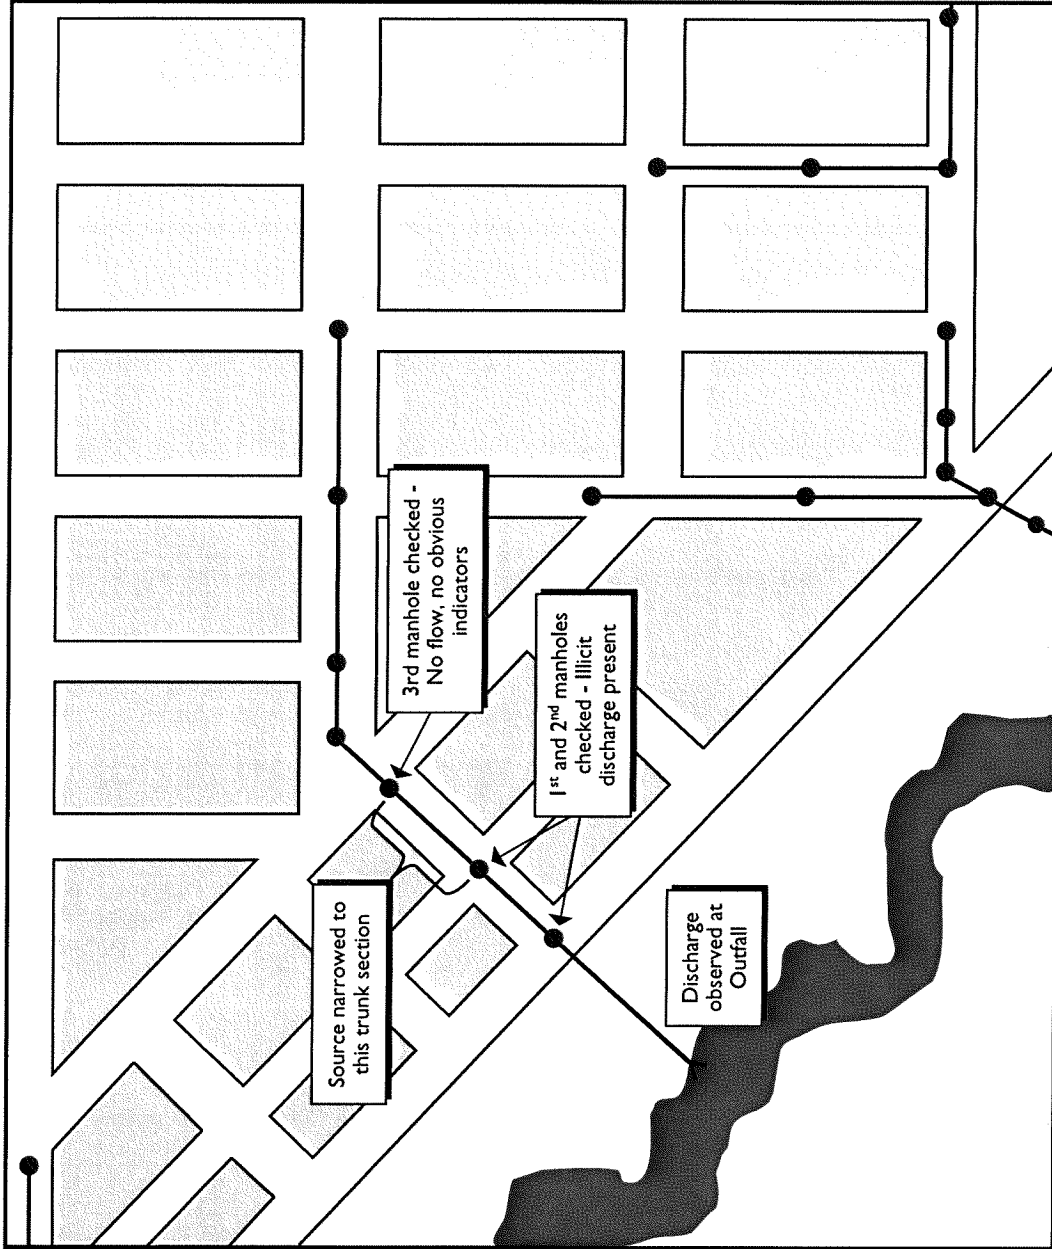 3rd manhole checked -
No flow, no obvious
indicators
1st and 2nd manholes
checked - Illicit
discharge present
Source narrowed to
this trunk section
Discharge
observed at
Outfall